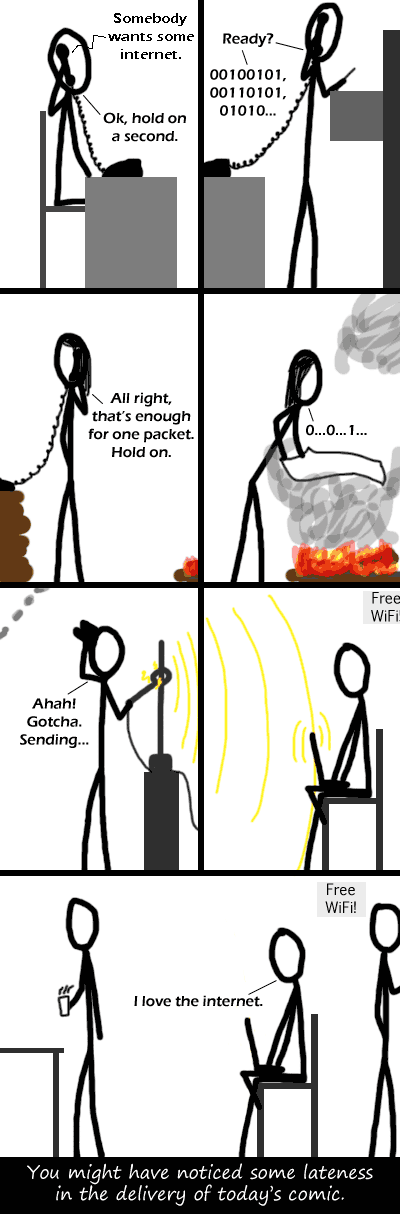 Somebody
wants some
internet.
Ok, hold on
a second.
Ready?
00100101,
00110101,
01010...
All right,
that's enough
for one packet.
Hold on.
0...0...1...
Ahah!
Gotcha.
Sending...
Free
WiFi!
Free
WiFi!
I love the internet.
You might have noticed some lateness
in the delivery of today's comic.